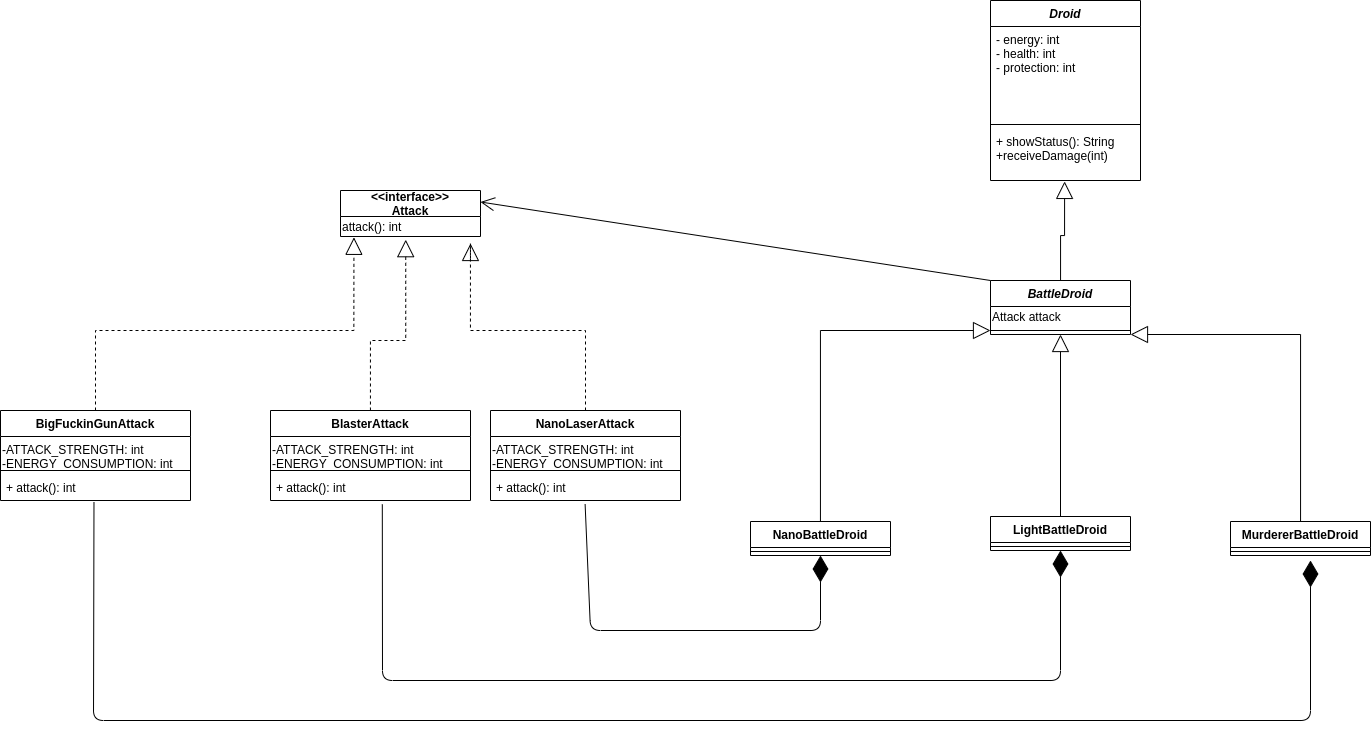 Droid
- energy: int
- health: int
- protection: int
+ showStatus(): String
+receiveDamage(int)
<<interface>>
Attack
attack(): int
BattleDroid
Attack attack
BigFuckinGunAttack
-ATTACK_STRENGTH: int
-ENERGY_CONSUMPTION: int
+ attack(): int
BlasterAttack
-ATTACK_STRENGTH: int
-ENERGY_CONSUMPTION: int
+ attack(): int
NanoLaserAttack
-ATTACK_STRENGTH: int
-ENERGY_CONSUMPTION: int
+ attack(): int
NanoBattleDroid
LightBattleDroid
MurdererBattleDroid